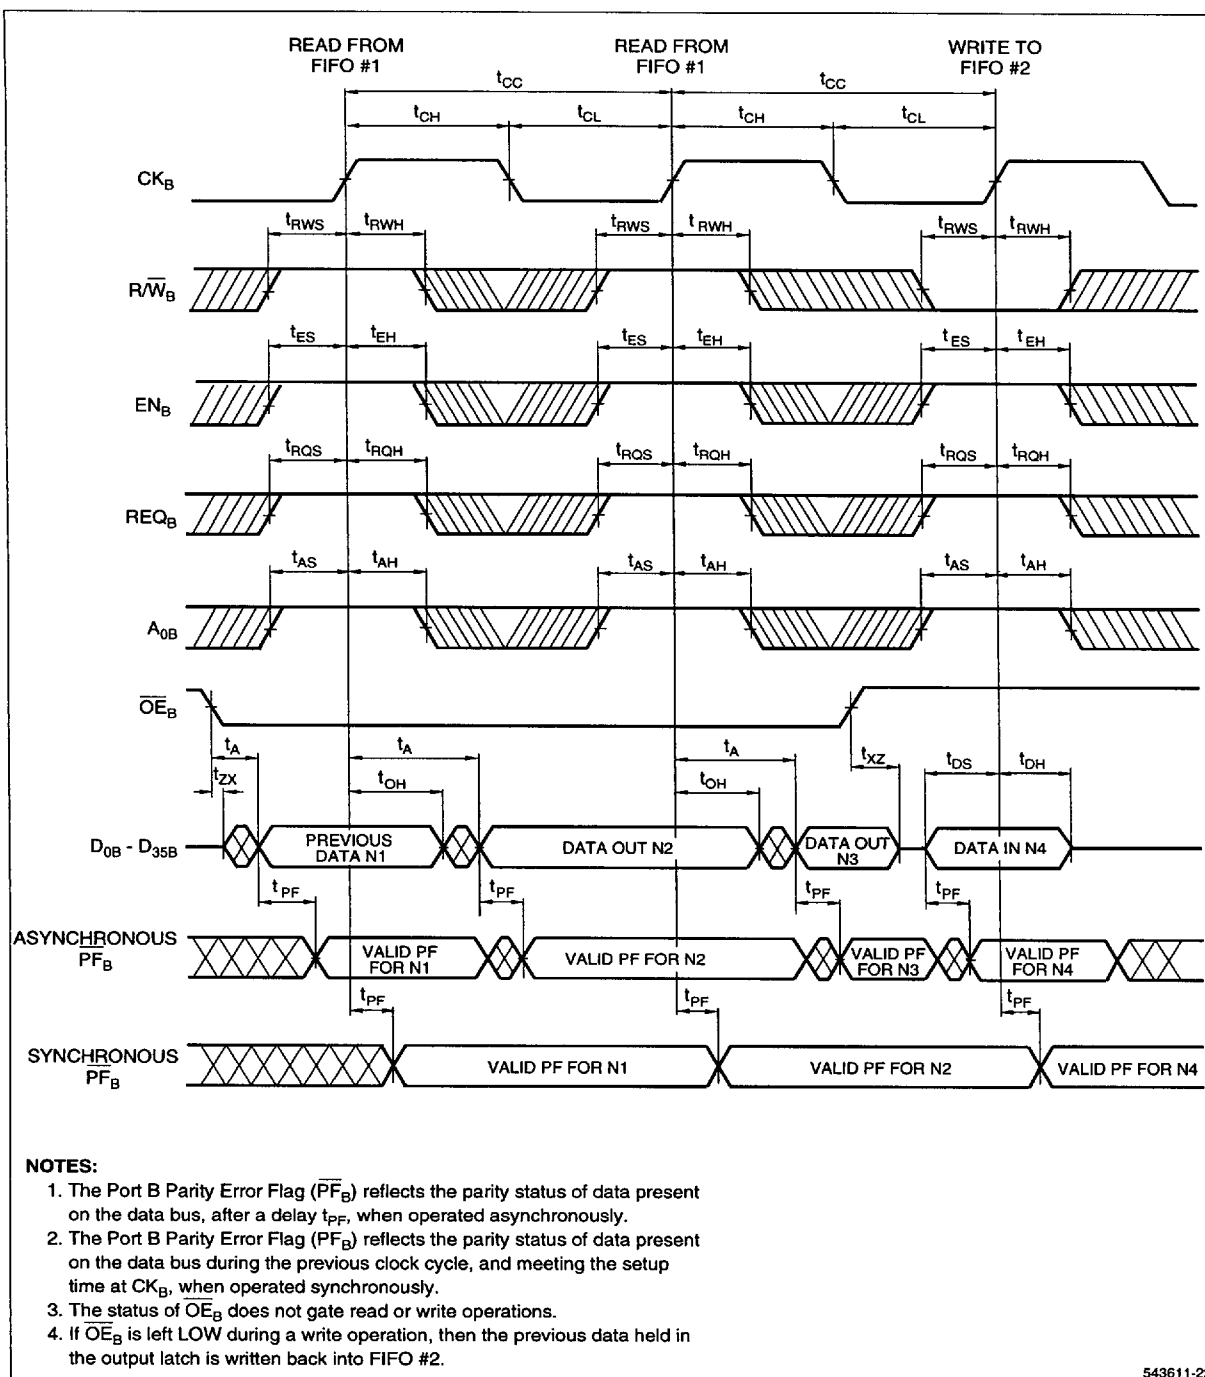 READ FROM
FIFO #1
READ FROM
FIFO #1
WRITE TO
FIFO #2
tCC
tCC
tCH
tCL
tCH
tCL
CKB
tRWS
tRWH
tRWS
tRWH
tRWS
tRWH
R/W̅B
tES
tEH
tES
tEH
tES
tEH
ENB
tRQS
tRQH
tRQS
tRQH
tRQS
tRQH
REQB
tAS
tAH
tAS
tAH
tAS
tAH
A0B
O̅E̅B
tA
tA
tA
tXZ
tDS
tDH
tZX
tOH
tOH
D0B - D35B
PREVIOUS
DATA N1
DATA OUT N2
DATA OUT
N3
DATA IN N4
tPF
tPF
tPF
tPF
ASYNCHRONOUS
P̅F̅B
VALID PF
FOR N1
VALID PF FOR N2
VALID PF
FOR N3
VALID PF
FOR N4
tPF
tPF
tPF
SYNCHRONOUS
P̅F̅B
VALID PF FOR N1
VALID PF FOR N2
VALID PF FOR N4
NOTES:
1. The Port B Parity Error Flag (P̅F̅B) reflects the parity status of data present
on the data bus, after a delay tPF, when operated asynchronously.
2. The Port B Parity Error Flag (PFB) reflects the parity status of data present
on the data bus during the previous clock cycle, and meeting the setup
time at CKB, when operated synchronously.
3. The status of O̅E̅B does not gate read or write operations.
4. If O̅E̅B is left LOW during a write operation, then the previous data held in
the output latch is written back into FIFO #2.